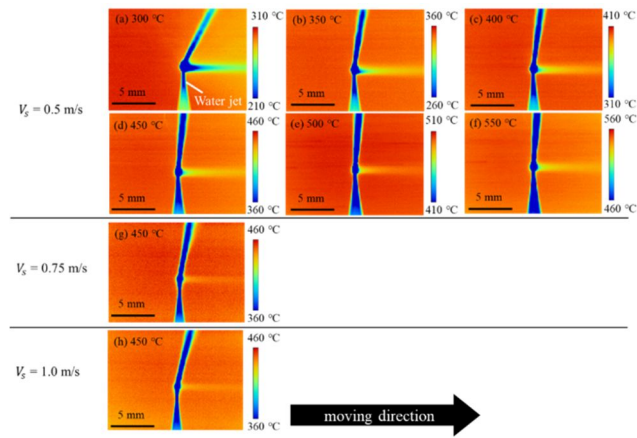 (a) 300 ℃
310 ℃
(b) 350 ℃
360 ℃
(c) 400 ℃
410 ℃
5 mm
Water jet
210 ℃
5 mm
260 ℃
5 mm
310 ℃
Vs = 0.5 m/s
(d) 450 ℃
460 ℃
(e) 500 ℃
510 ℃
(f) 550 ℃
560 ℃
5 mm
360 ℃
5 mm
410 ℃
5 mm
460 ℃
(g) 450 ℃
460 ℃
Vs = 0.75 m/s
5 mm
360 ℃
(h) 450 ℃
460 ℃
Vs = 1.0 m/s
5 mm
360 ℃
moving direction